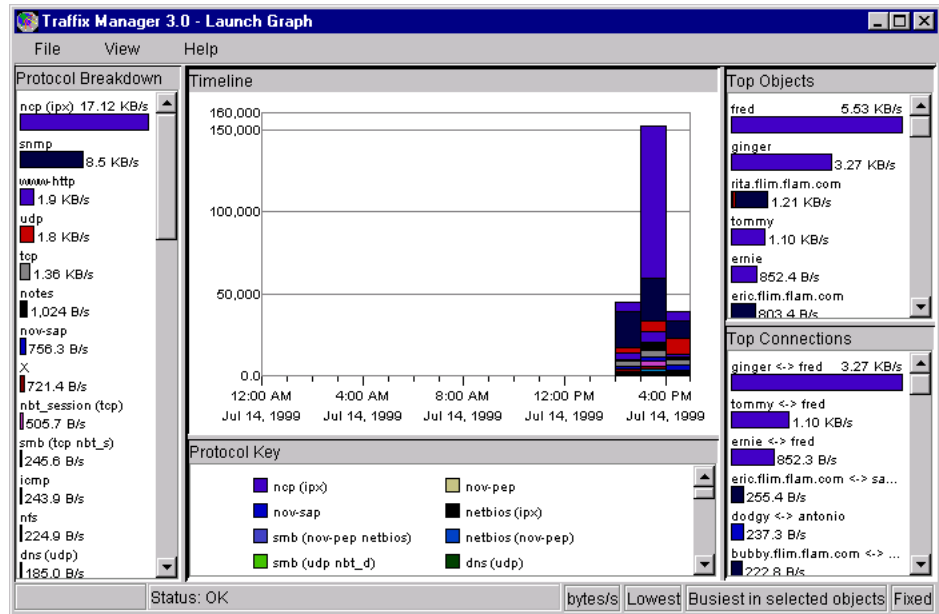 Traffix Manager 3.0 - Launch Graph
File View Help
Protocol Breakdown
ncp (ipx) 17.12 KB/s
snmp
8.5 KB/s
www-http
1.9 KB/s
udp
1.8 KB/s
tcp
1.36 KB/s
notes
1,024 B/s
nov-sap
756.3 B/s
X
721.4 B/s
nbt_session (tcp)
505.7 B/s
smb (tcp nbt_s)
245.6 B/s
icmp
243.9 B/s
nfs
224.9 B/s
dns (udp)
185.0 B/s
Timeline
160,000
150,000
100,000
50,000
0.0
12:00 AM 4:00 AM 8:00 AM 12:00 PM 4:00 PM
Jul 14, 1999 Jul 14, 1999 Jul 14, 1999 Jul 14, 1999 Jul 14, 1999
Protocol Key
ncp (ipx) nov-pep
nov-sap netbios (ipx)
smb (nov-pep netbios) netbios (nov-pep)
smb (udp nbt_d) dns (udp)
Top Objects
fred 5.53 KB/s
ginger
3.27 KB/s
rita.flim.flam.com
1.21 KB/s
tommy
1.10 KB/s
ernie
852.4 B/s
eric.flim.flam.com
803.4 B/s
Top Connections
ginger <-> fred 3.27 KB/s
tommy <-> fred
1.10 KB/s
ernie <-> fred
852.3 B/s
eric.flim.flam.com <-> sa...
255.4 B/s
dodgy <-> antonio
237.3 B/s
bubby.flim.flam.com <-> ...
222.8 B/s
Status: OK bytes/s Lowest Busiest in selected objects Fixed